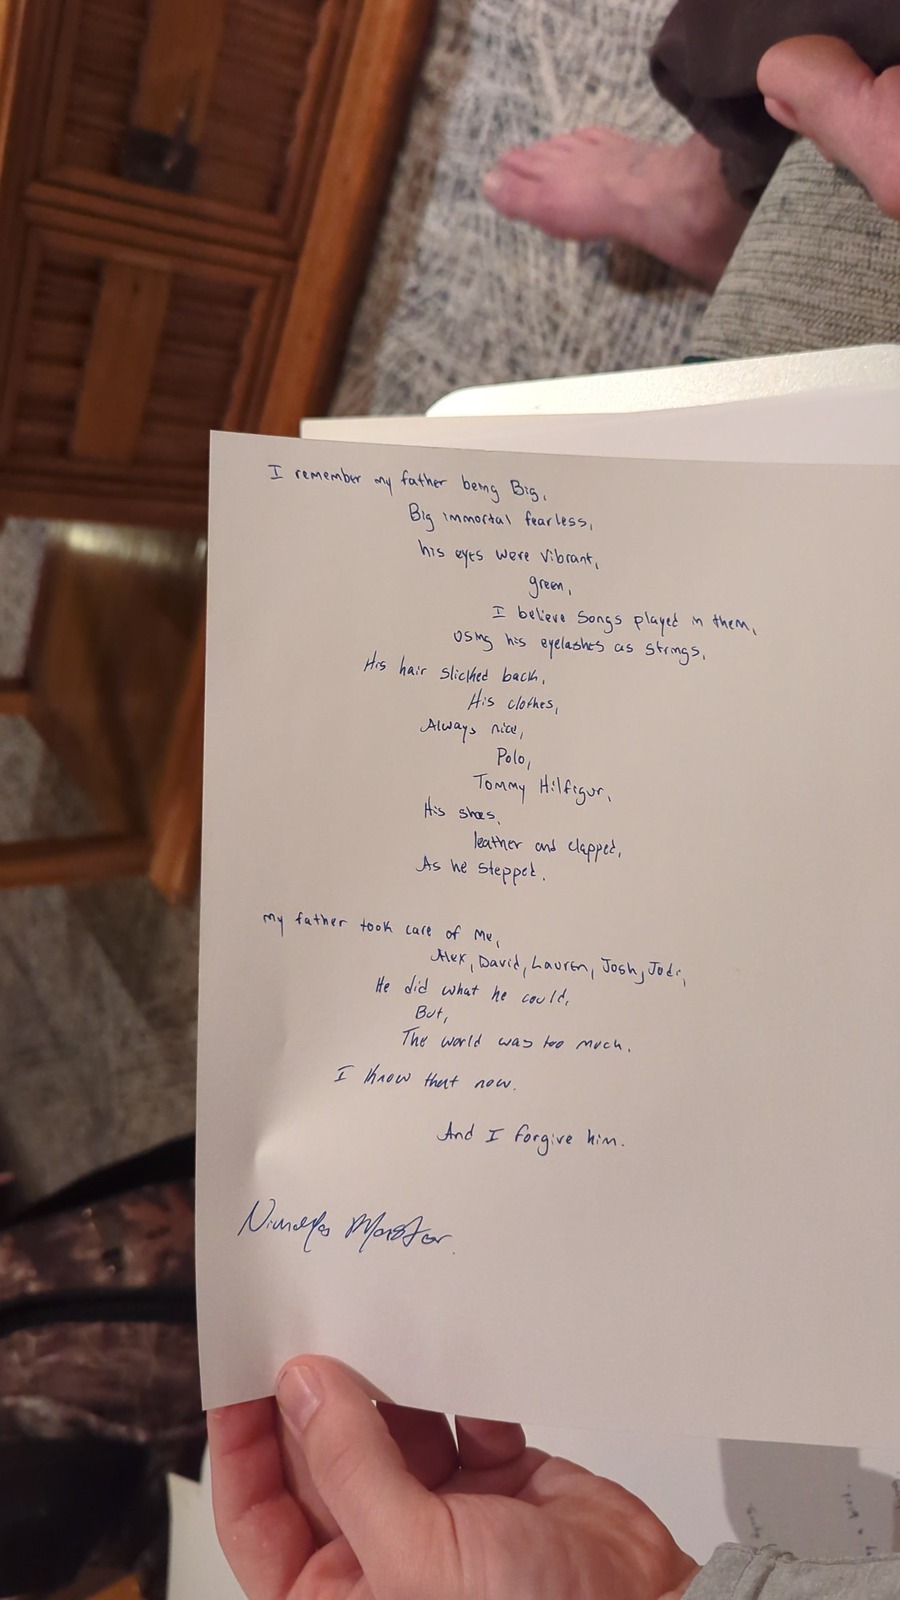 I remember my father being Big,
Big immortal fearless,
his eyes were vibrant,
green,
I believe songs played in them,
using his eyelashes as strings,
His hair slicked back,
His clothes,
Always nice,
Polo,
Tommy Hilfigur,
His shoes,
leather and clapped,
As he stepped.
my father took care of me,
Alex, David, Lauren, Josh, Jodi,
He did what he could,
But,
The world was too much.
I know that now.
And I forgive him.